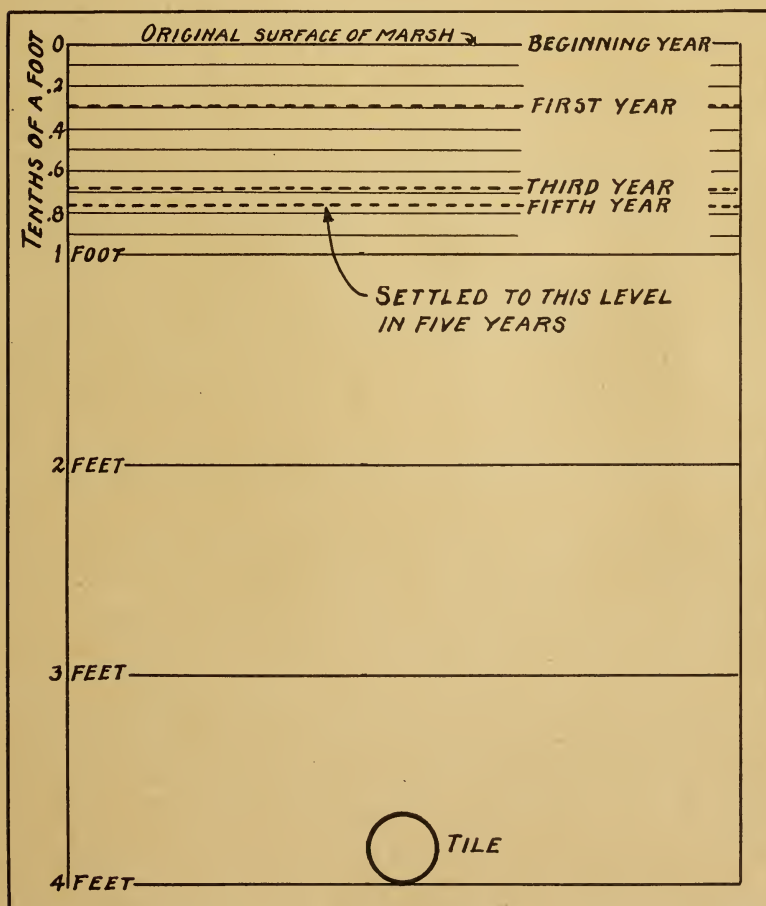 TENTHS OF A FOOT
ORIGINAL SURFACE OF MARSH
0
BEGINNING YEAR
.2
FIRST YEAR
.4
.6
THIRD YEAR
FIFTH YEAR
.8
1 FOOT
SETTLED TO THIS LEVEL
IN FIVE YEARS
2 FEET
3 FEET
TILE
4 FEET